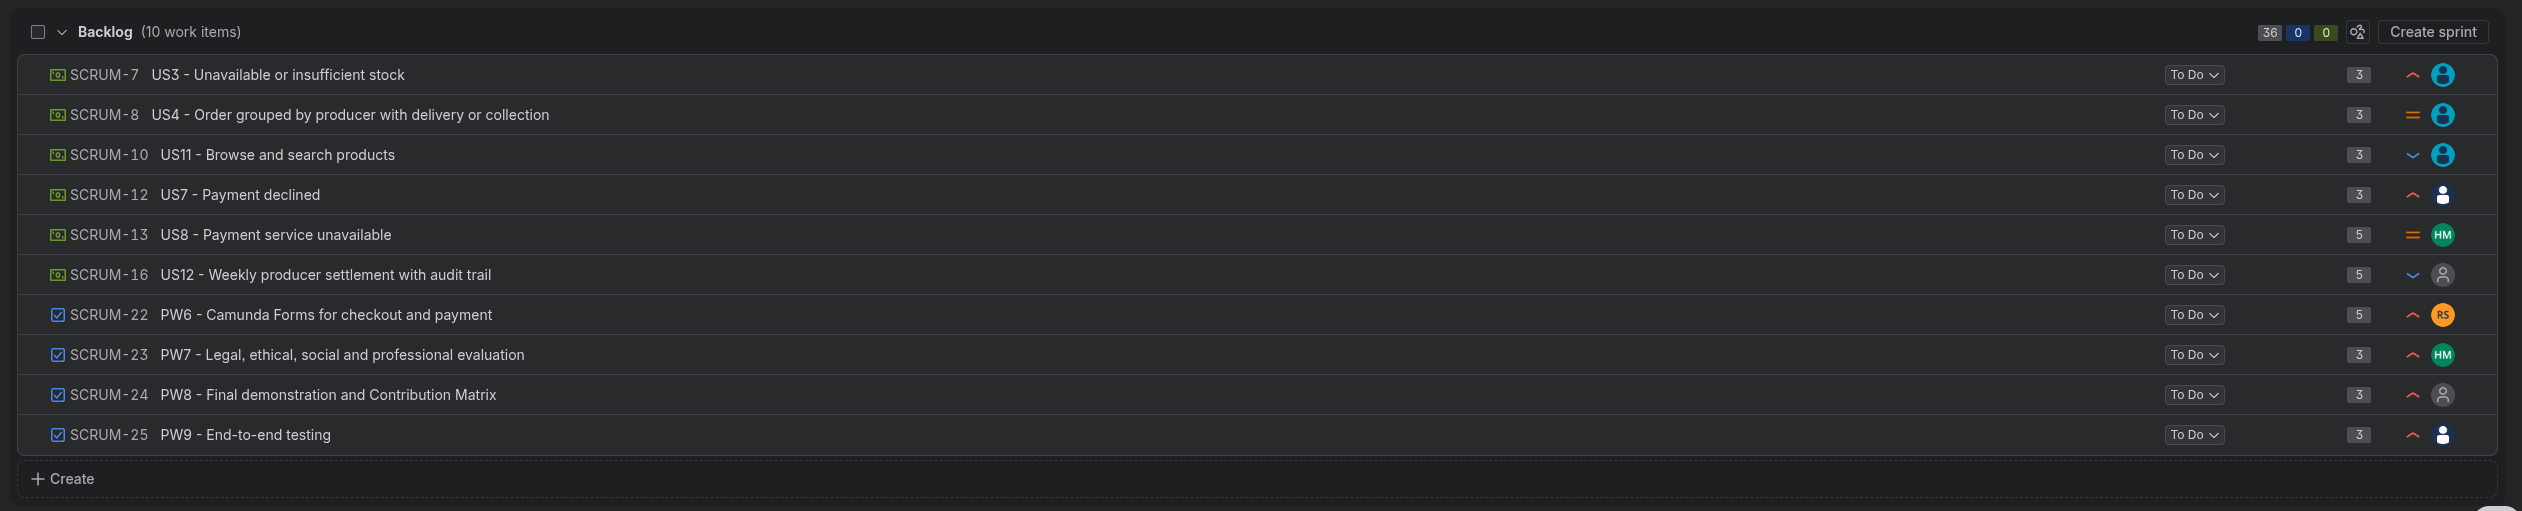 Backlog (10 work items) 36 0 0 Create sprint
SCRUM-7 US3 - Unavailable or insufficient stock To Do 3
SCRUM-8 US4 - Order grouped by producer with delivery or collection To Do 3
SCRUM-10 US11 - Browse and search products To Do 3
SCRUM-12 US7 - Payment declined To Do 3
SCRUM-13 US8 - Payment service unavailable To Do 5 HM
SCRUM-16 US12 - Weekly producer settlement with audit trail To Do 5
SCRUM-22 PW6 - Camunda Forms for checkout and payment To Do 5 RS
SCRUM-23 PW7 - Legal, ethical, social and professional evaluation To Do 3 HM
SCRUM-24 PW8 - Final demonstration and Contribution Matrix To Do 3
SCRUM-25 PW9 - End-to-end testing To Do 3
Create